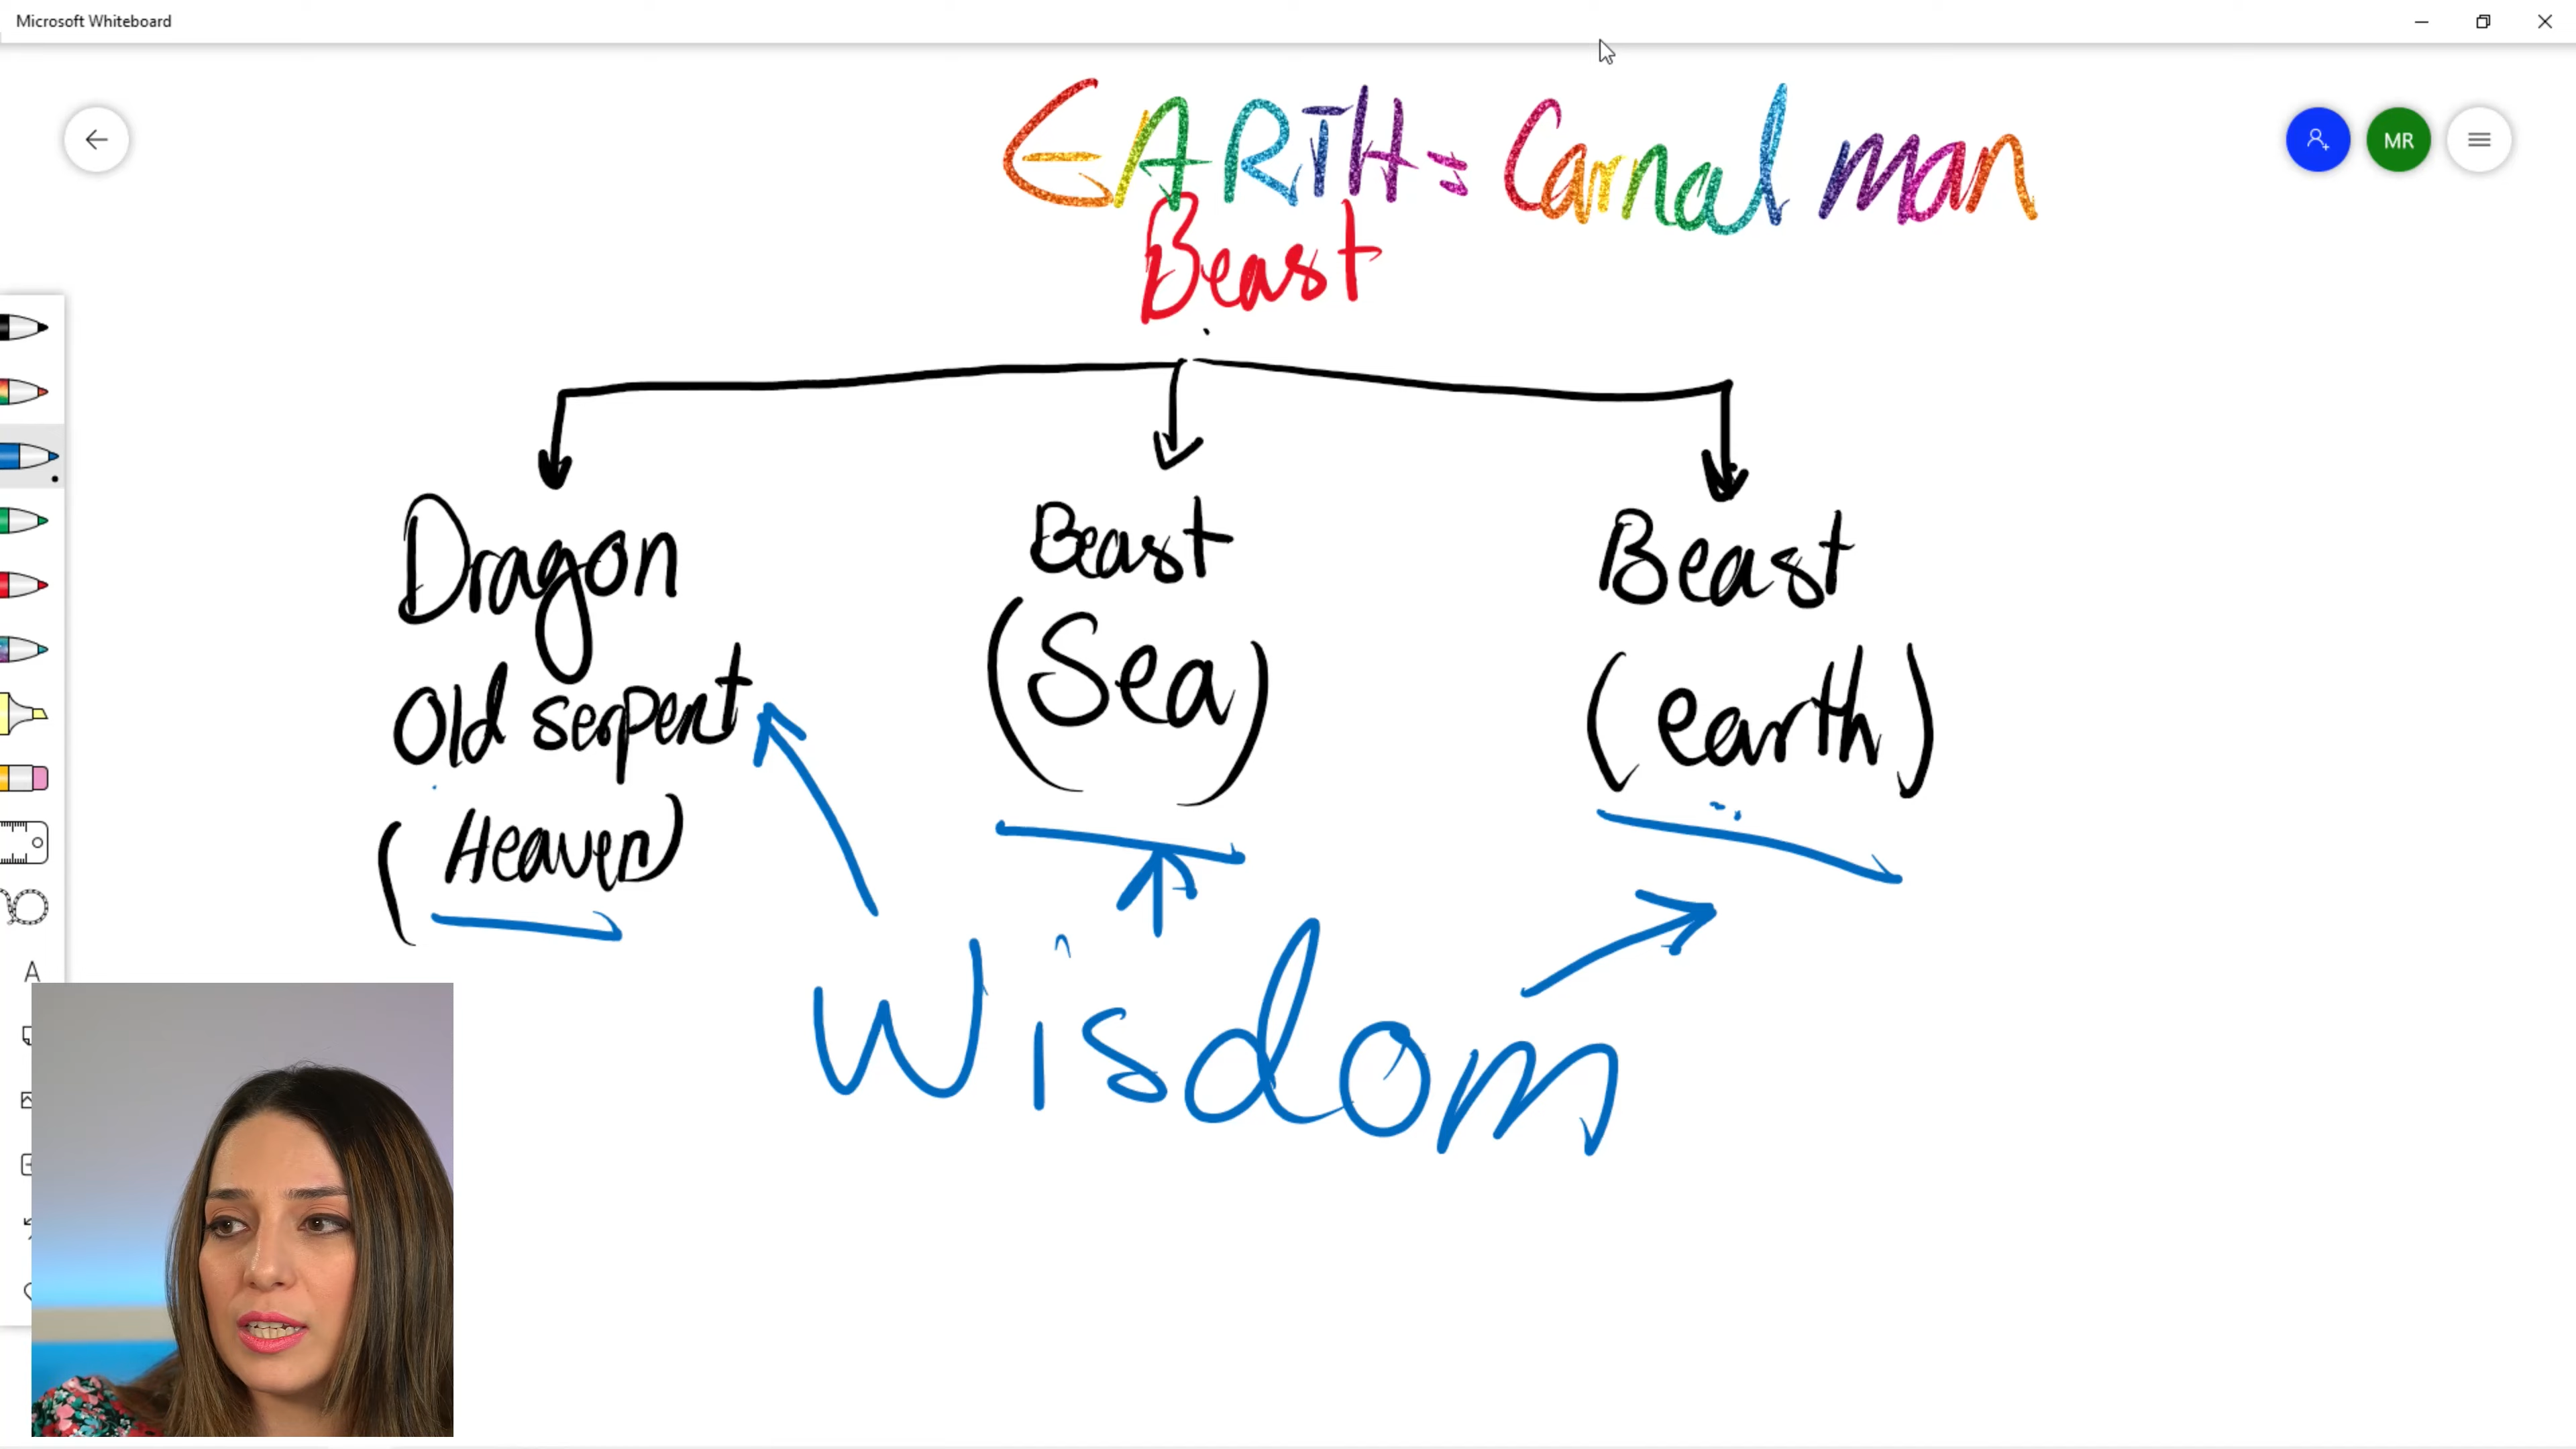 Microsoft Whiteboard
EARTH = Carnal man
MR
Beast
Dragon
Old serpent
(Heaven)
Beast
(Sea)
Beast
(earth)
Wisdom
A